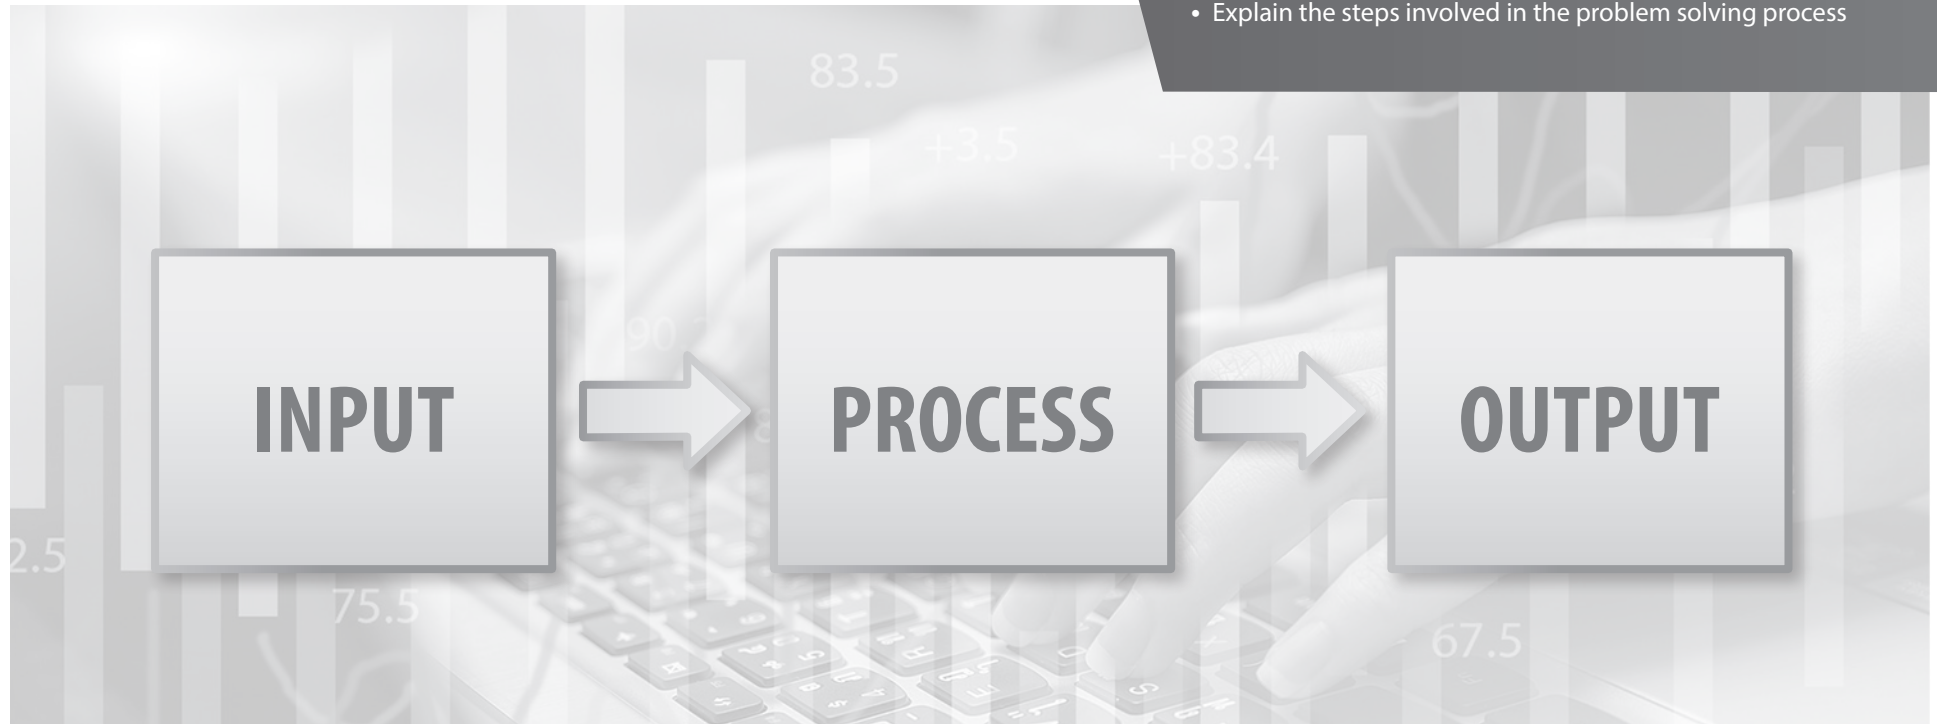 • Explain the steps involved in the problem solving process
83.5
+3.5
+83.4
90.
INPUT
PROCESS
OUTPUT
2.5
75.5
67.5